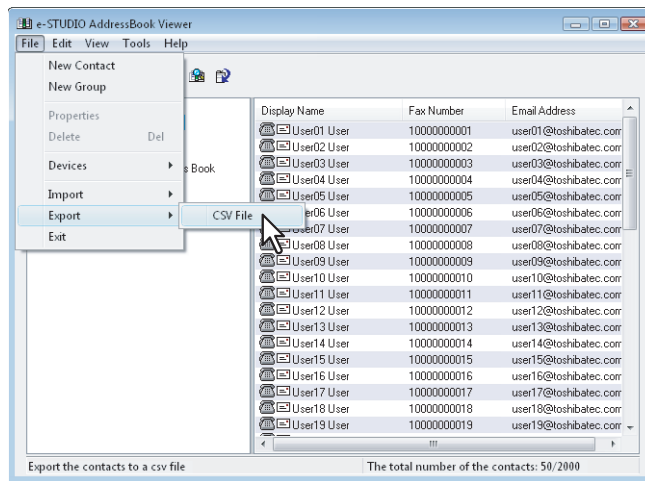 e-STUDIO AddressBook Viewer
File Edit View Tools Help
New Contact
New Group
Properties
Delete Del
Devices
s Book
Import
Export
CSV File
Exit
Display Name Fax Number Email Address
User01 User 10000000001 user01@toshibatec.com
User02 User 10000000002 user02@toshibatec.com
User03 User 10000000003 user03@toshibatec.com
User04 User 10000000004 user04@toshibatec.com
User05 User 10000000005 user05@toshibatec.com
er06 User 10000000006 user06@toshibatec.com
er07 User 10000000007 user07@toshibatec.com
User08 User 10000000008 user08@toshibatec.com
User09 User 10000000009 user09@toshibatec.com
User10 User 10000000010 user10@toshibatec.com
User11 User 10000000011 user11@toshibatec.com
User12 User 10000000012 user12@toshibatec.com
User13 User 10000000013 user13@toshibatec.com
User14 User 10000000014 user14@toshibatec.com
User15 User 10000000015 user15@toshibatec.com
User16 User 10000000016 user16@toshibatec.com
User17 User 10000000017 user17@toshibatec.com
User18 User 10000000018 user18@toshibatec.com
User19 User 10000000019 user19@toshibatec.com
Export the contacts to a csv file The total number of the contacts: 50/2000